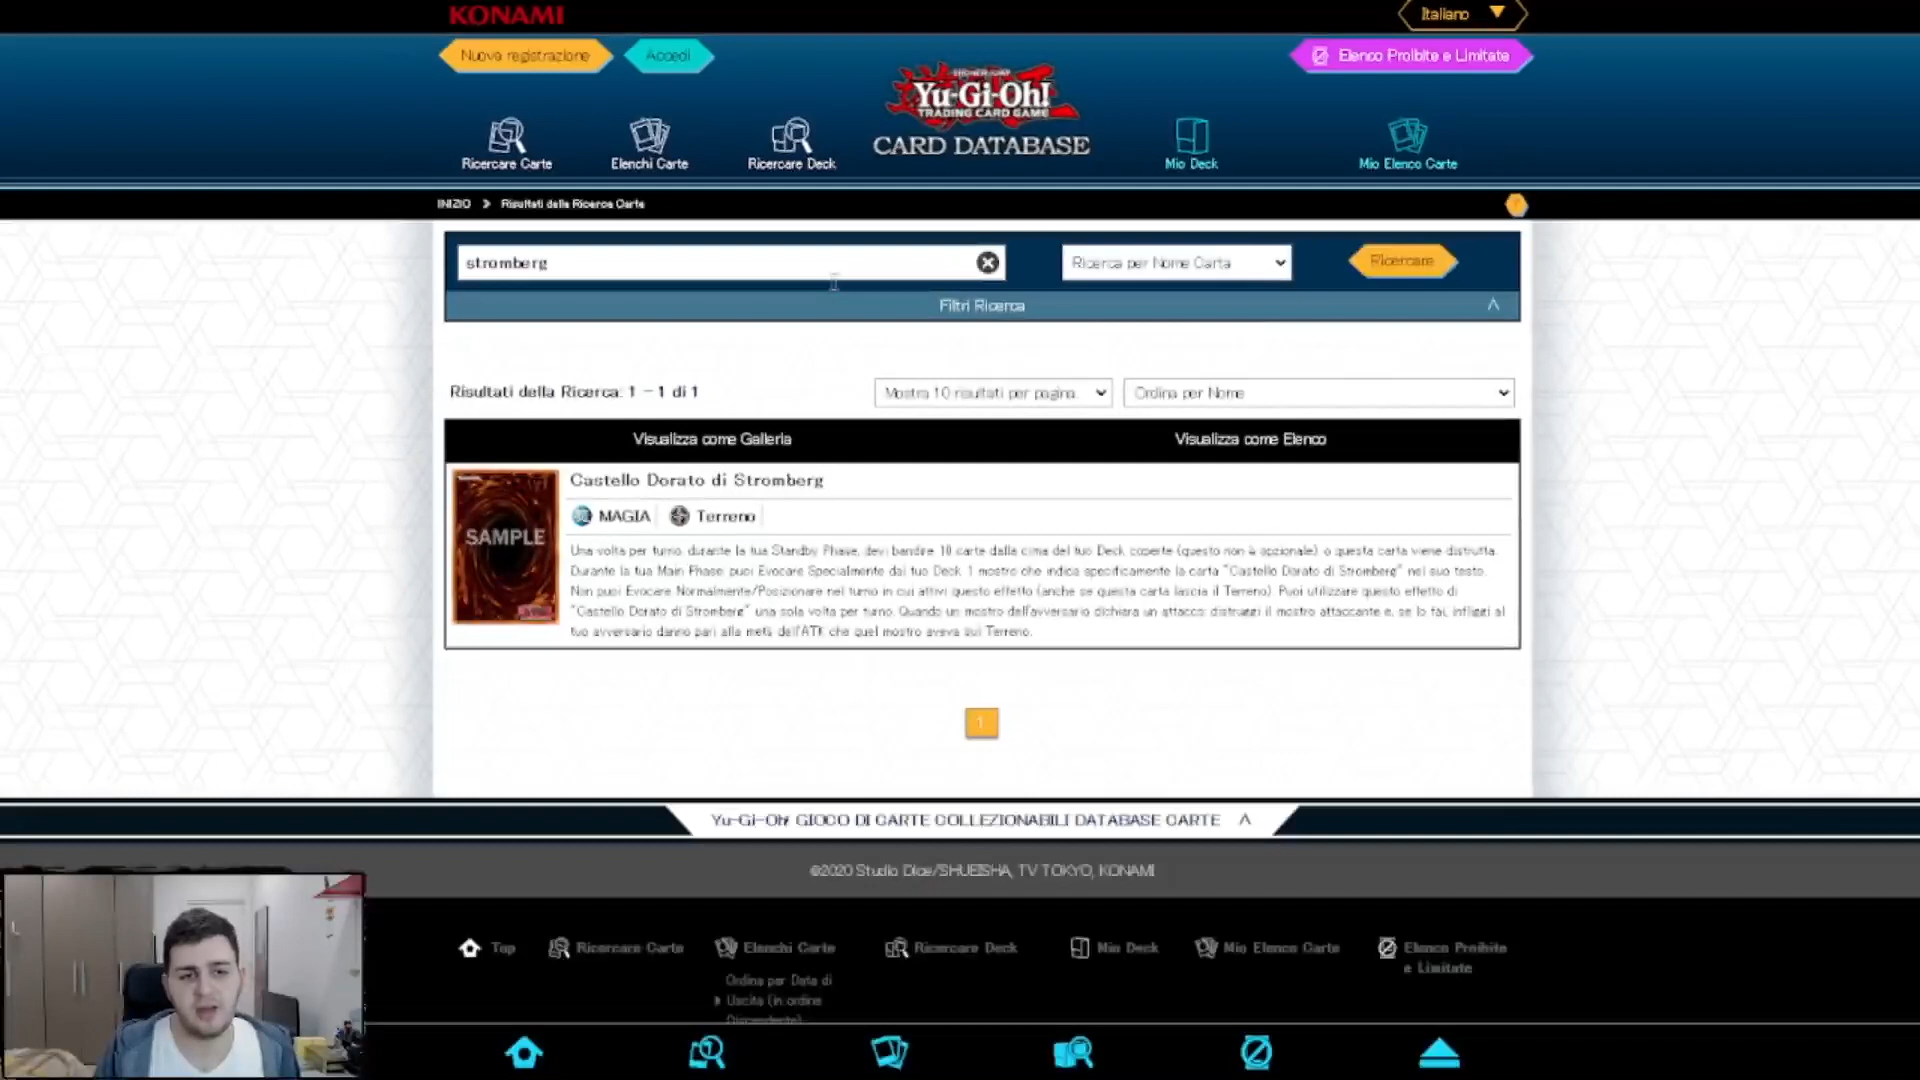 KONAMI
Italiano
Nuova registrazione
Accedi
Elenco Proibite e Limitate
Yu-Gi-Oh!
TRADING CARD GAME
CARD DATABASE
Ricercare Carte
Elenchi Carte
Ricercare Deck
Mio Deck
Mio Elenco Carte
INIZIO > Risultati della Ricerca Carte
stromberg
Ricerca per Nome Carta
Ricercare
Filtri Ricerca
Risultati della Ricerca: 1 - 1 di 1
Mostra 10 risultati per pagina
Ordina per Nome
Visualizza come Galleria
Visualizza come Elenco
SAMPLE
Castello Dorato di Stromberg
MAGIA
Terreno
Una volta per turno, durante la tua Standby Phase, devi bandire 10 carte dalla cima del tuo Deck, coperte (questo non è opzionale), o questa carta viene distrutta.
Durante la tua Main Phase: puoi Evocare Specialmente dal tuo Deck 1 mostro che indica specificamente la carta "Castello Dorato di Stromberg" nel suo testo.
Non puoi Evocare Normalmente/Posizionare nel turno in cui attivi questo effetto (anche se questa carta lascia il Terreno). Puoi utilizzare questo effetto di
"Castello Dorato di Stromberg" una sola volta per turno. Quando un mostro dell'avversario dichiara un attacco: distruggi il mostro attaccante e, se lo fai, infliggi al
tuo avversario danno pari alla metà dell'ATK che quel mostro aveva sul Terreno.
1
Yu-Gi-Oh! GIOCO DI CARTE COLLEZIONABILI DATABASE CARTE
©2020 Studio Dice/SHUEISHA, TV TOKYO, KONAMI
Top
Ricercare Carte
Elenchi Carte
Ricercare Deck
Mio Deck
Mio Elenco Carte
Elenco Proibite
e Limitate
Ordina per Data di
Uscita (in ordine
Discendente)